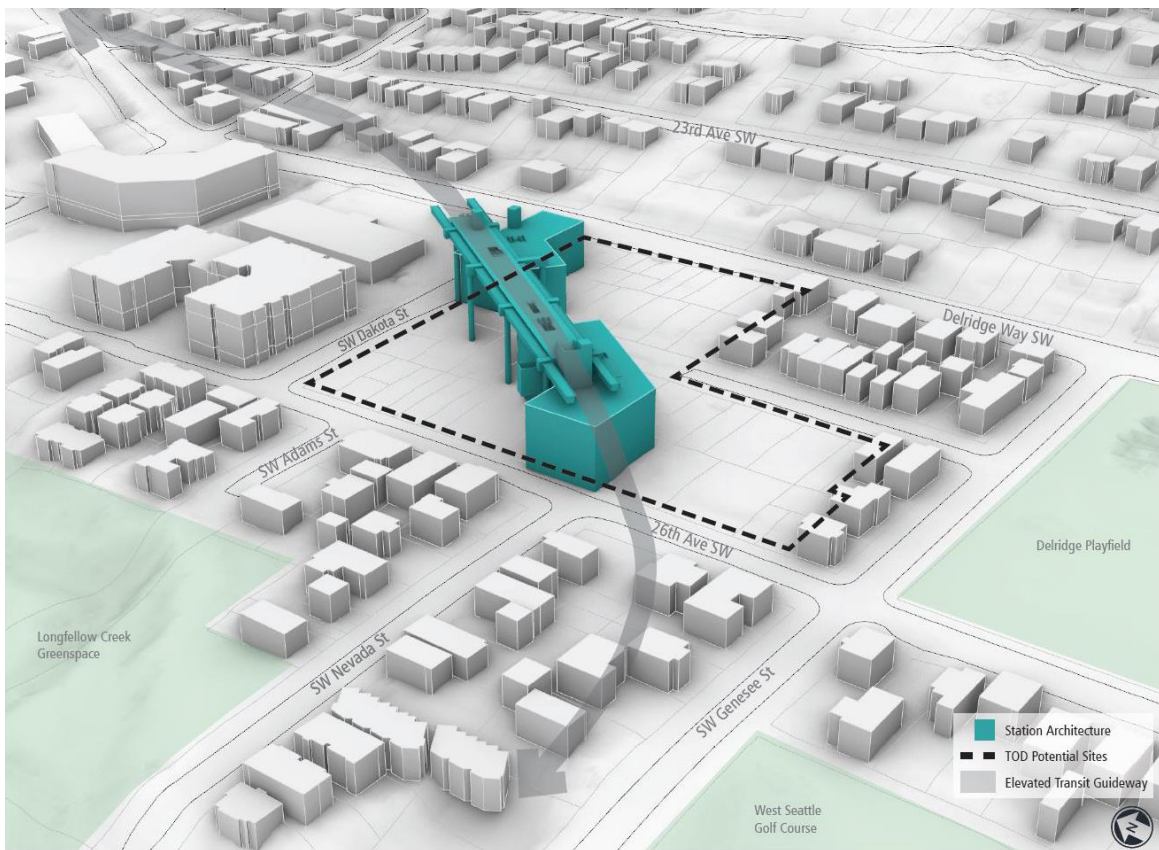 23rd Ave SW
SW Dakota St
Delridge Way SW
SW Adams St
26th Ave SW
Delridge Playfield
Longfellow Creek
Greenspace
SW Nevada St
SW Genesee St
Station Architecture
TOD Potential Sites
Elevated Transit Guideway
West Seattle
Golf Course
N